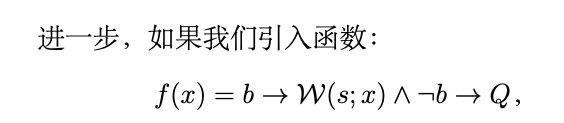 进一步，如果我们引入函数：
f(x) = b → 𝒲(s; x) ∧ ¬b → Q，